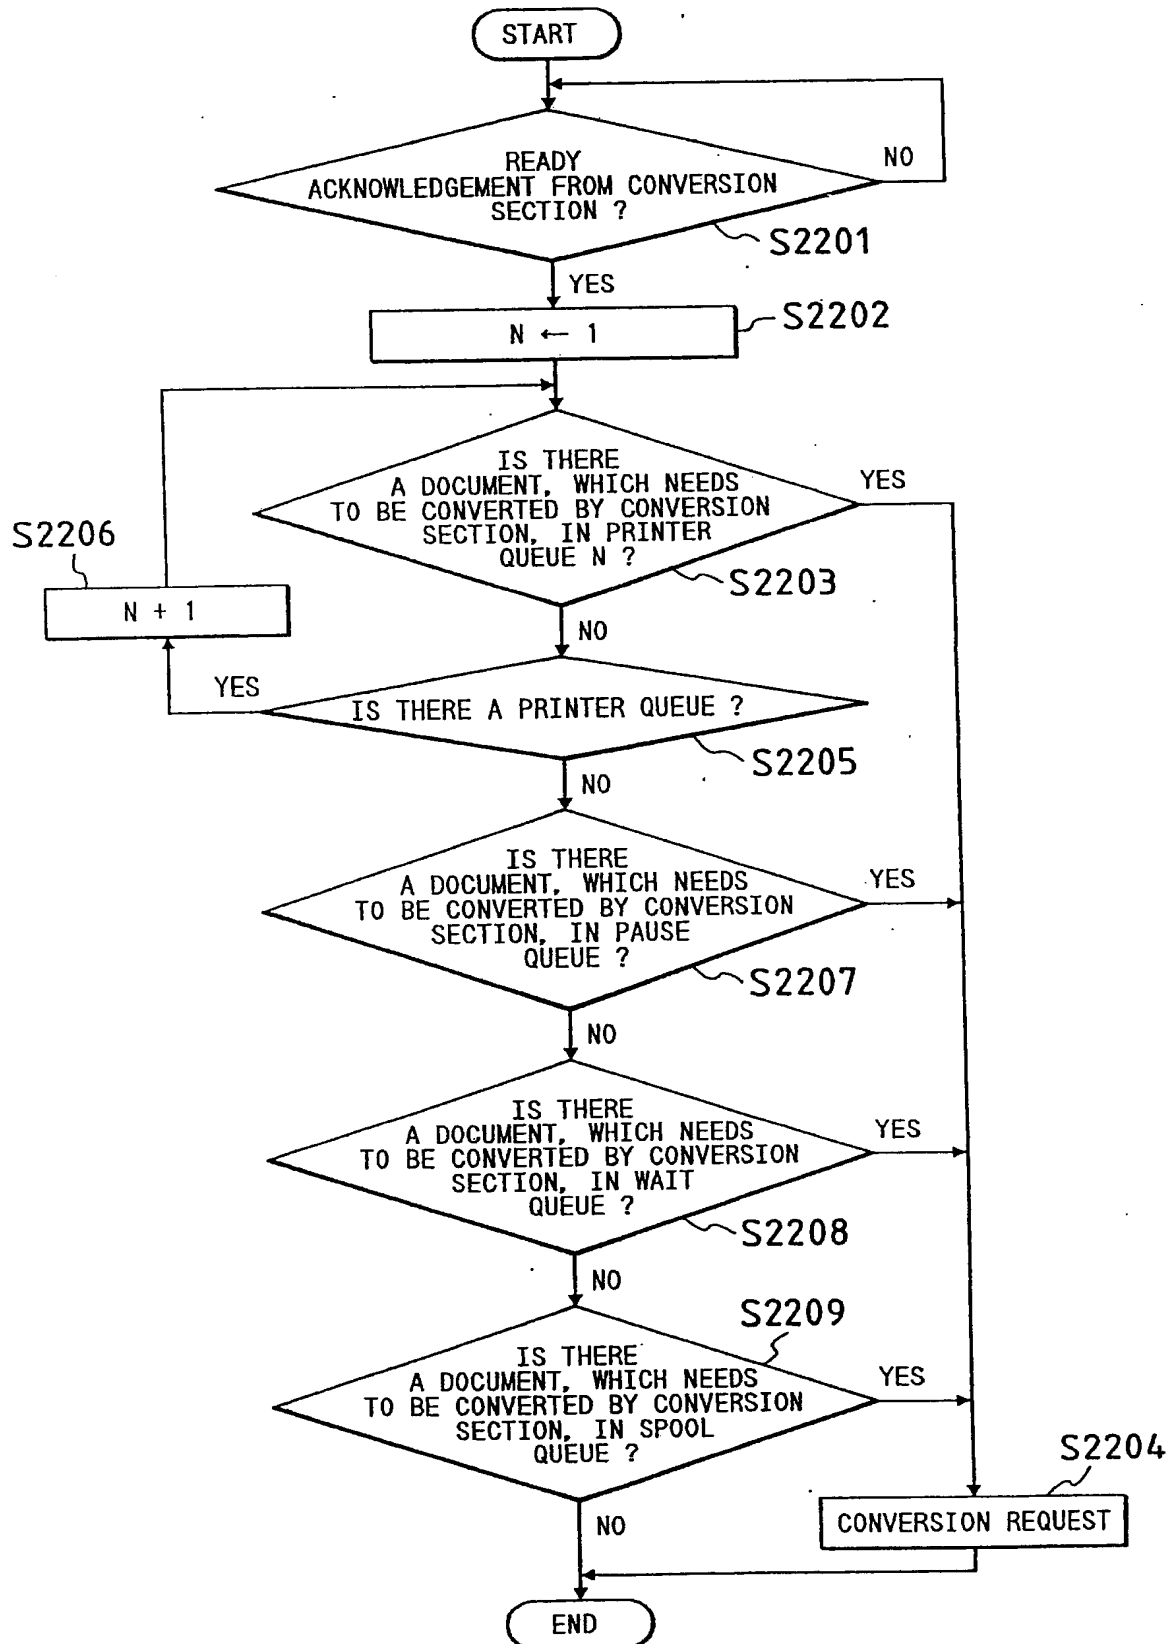 START
READY
ACKNOWLEDGEMENT FROM CONVERSION
SECTION ?
NO
S2201
YES
N ← 1
S2202
IS THERE
A DOCUMENT, WHICH NEEDS
TO BE CONVERTED BY CONVERSION
SECTION, IN PRINTER
QUEUE N ?
YES
S2203
S2206
N + 1
NO
YES
IS THERE A PRINTER QUEUE ?
S2205
NO
IS THERE
A DOCUMENT, WHICH NEEDS
TO BE CONVERTED BY CONVERSION
SECTION, IN PAUSE
QUEUE ?
YES
S2207
NO
IS THERE
A DOCUMENT, WHICH NEEDS
TO BE CONVERTED BY CONVERSION
SECTION, IN WAIT
QUEUE ?
YES
S2208
NO
S2209
IS THERE
A DOCUMENT, WHICH NEEDS
TO BE CONVERTED BY CONVERSION
SECTION, IN SPOOL
QUEUE ?
YES
S2204
CONVERSION REQUEST
NO
END